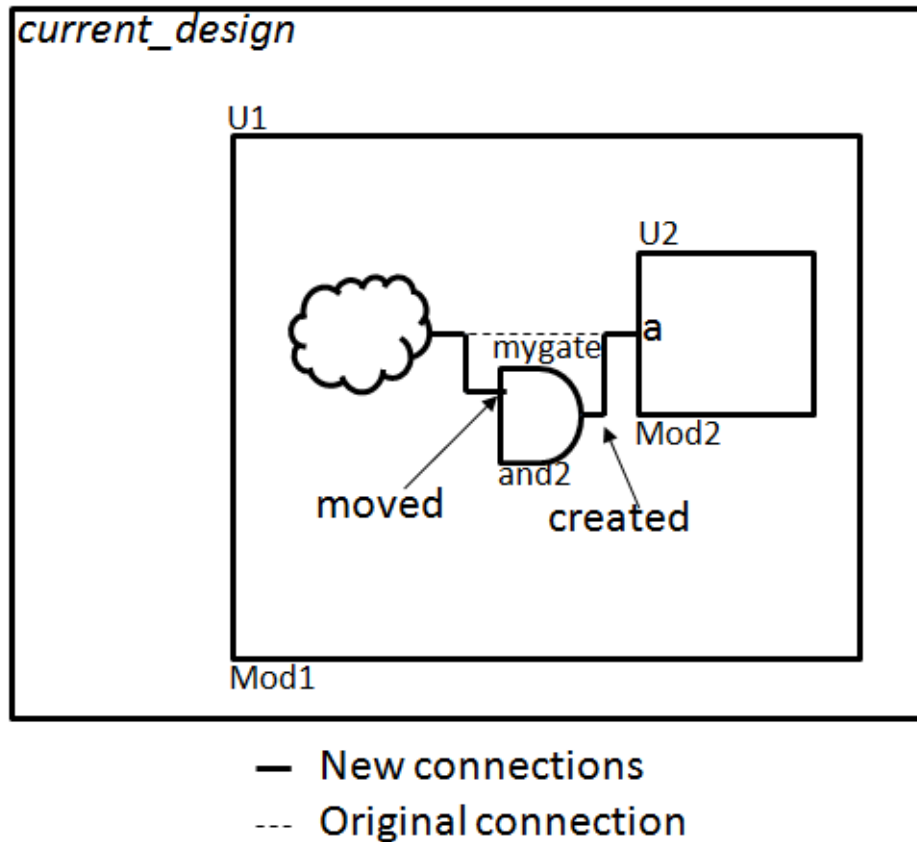 current_design
U1
U2
a
mygate
Mod2
and2
moved
created
Mod1
New connections
Original connection